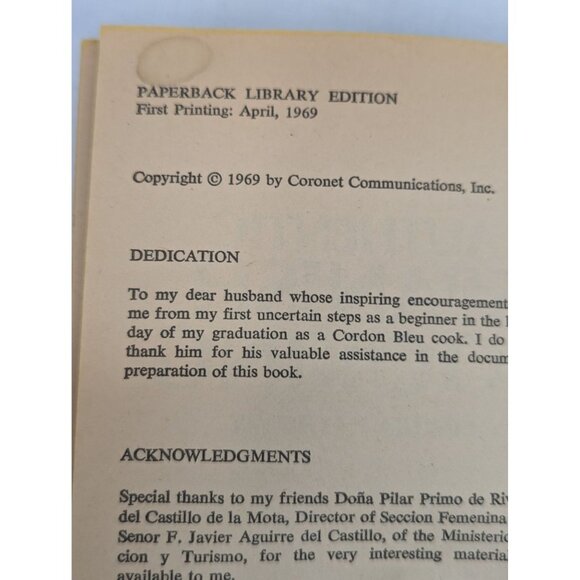 PAPERBACK LIBRARY EDITION
First Printing: April, 1969
Copyright © 1969 by Coronet Communications, Inc.
DEDICATION
To my dear husband whose inspiring encouragement
me from my first uncertain steps as a beginner in the
day of my graduation as a Cordon Bleu cook. I do
thank him for his valuable assistance in the docum
preparation of this book.
ACKNOWLEDGMENTS
Special thanks to my friends Doña Pilar Primo de Riv
del Castillo de la Mota, Director of Seccion Femenina
Senor F. Javier Aguirre del Castillo, of the Ministerio
cion y Turismo, for the very interesting material
available to me.